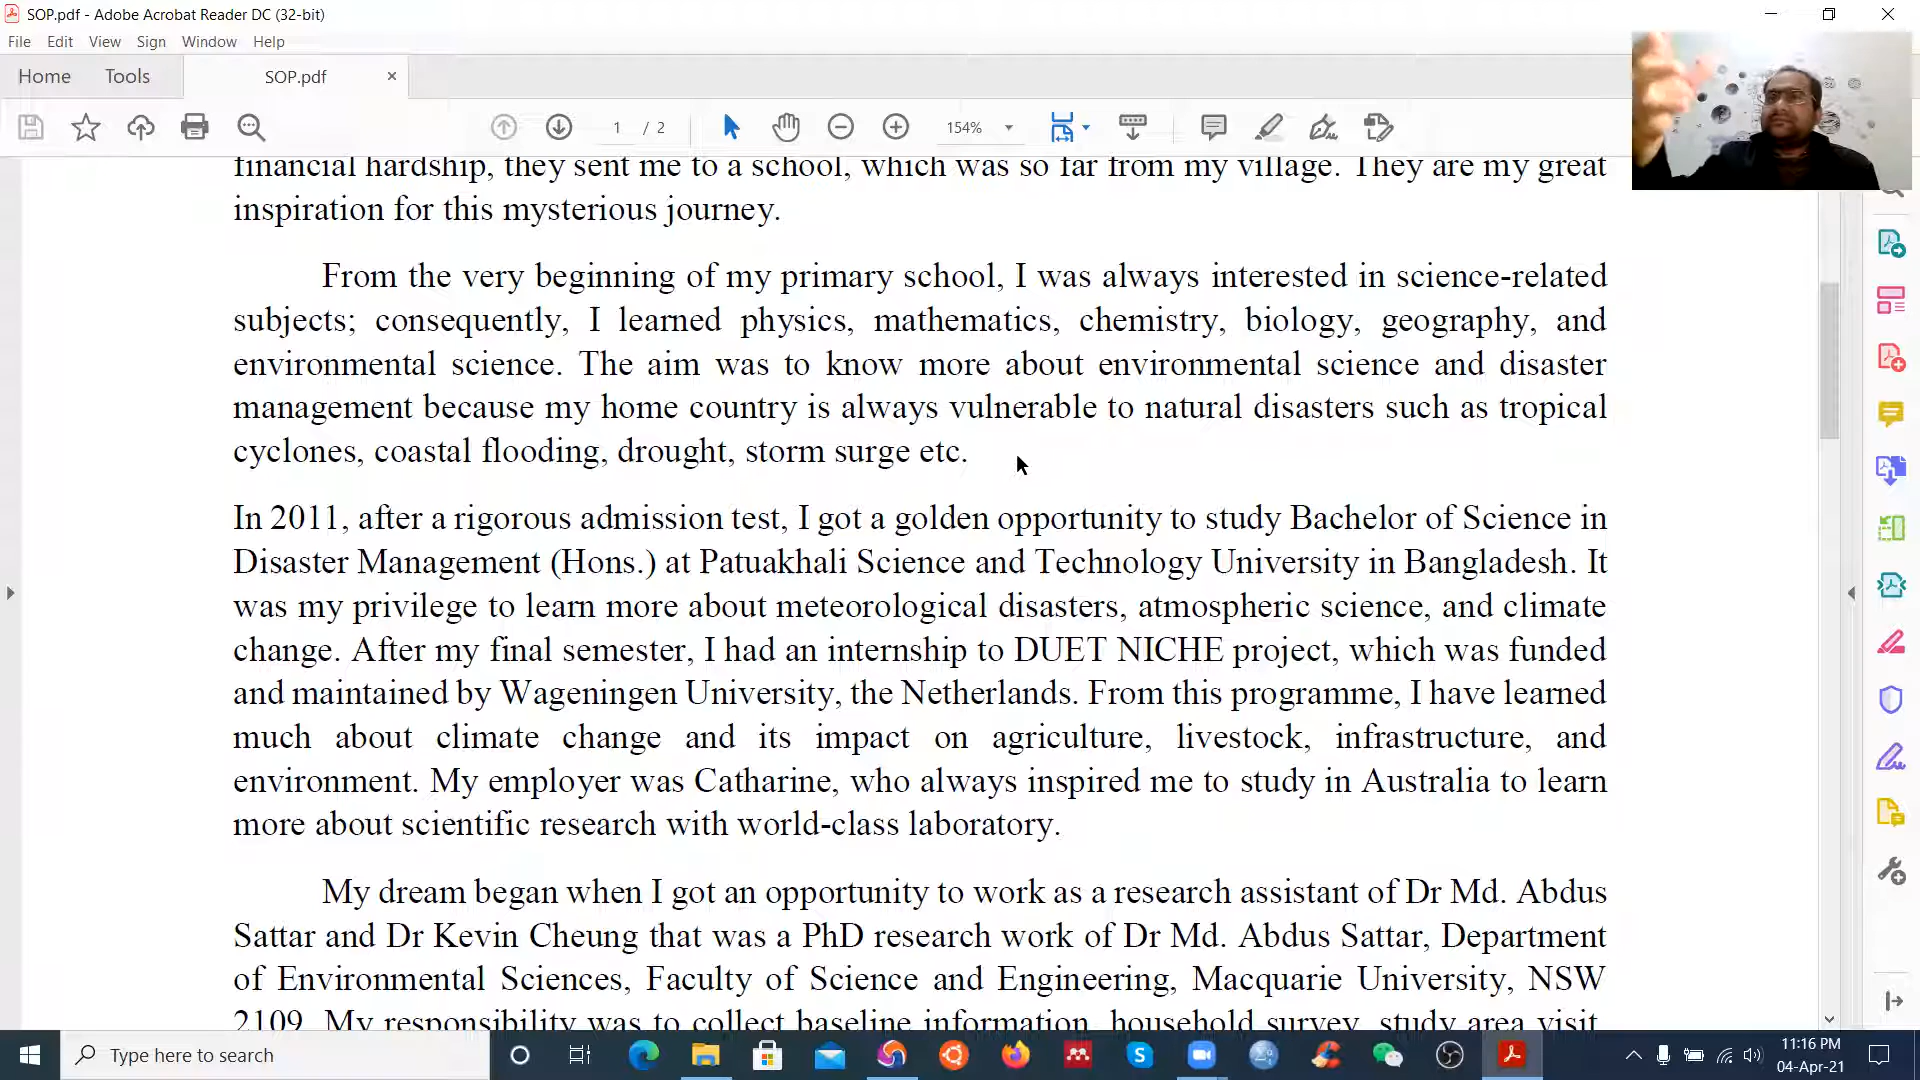 SOP.pdf - Adobe Acrobat Reader DC (32-bit)
File Edit View Sign Window Help
Home Tools SOP.pdf
1 / 2 154%
financial hardship, they sent me to a school, which was so far from my village. They are my great
inspiration for this mysterious journey.
From the very beginning of my primary school, I was always interested in science-related
subjects; consequently, I learned physics, mathematics, chemistry, biology, geography, and
environmental science. The aim was to know more about environmental science and disaster
management because my home country is always vulnerable to natural disasters such as tropical
cyclones, coastal flooding, drought, storm surge etc.
In 2011, after a rigorous admission test, I got a golden opportunity to study Bachelor of Science in
Disaster Management (Hons.) at Patuakhali Science and Technology University in Bangladesh. It
was my privilege to learn more about meteorological disasters, atmospheric science, and climate
change. After my final semester, I had an internship to DUET NICHE project, which was funded
and maintained by Wageningen University, the Netherlands. From this programme, I have learned
much about climate change and its impact on agriculture, livestock, infrastructure, and
environment. My employer was Catharine, who always inspired me to study in Australia to learn
more about scientific research with world-class laboratory.
My dream began when I got an opportunity to work as a research assistant of Dr Md. Abdus
Sattar and Dr Kevin Cheung that was a PhD research work of Dr Md. Abdus Sattar, Department
of Environmental Sciences, Faculty of Science and Engineering, Macquarie University, NSW
2109. My responsibility was to collect baseline information, household survey, study area visit,
Type here to search
11:16 PM
04-Apr-21